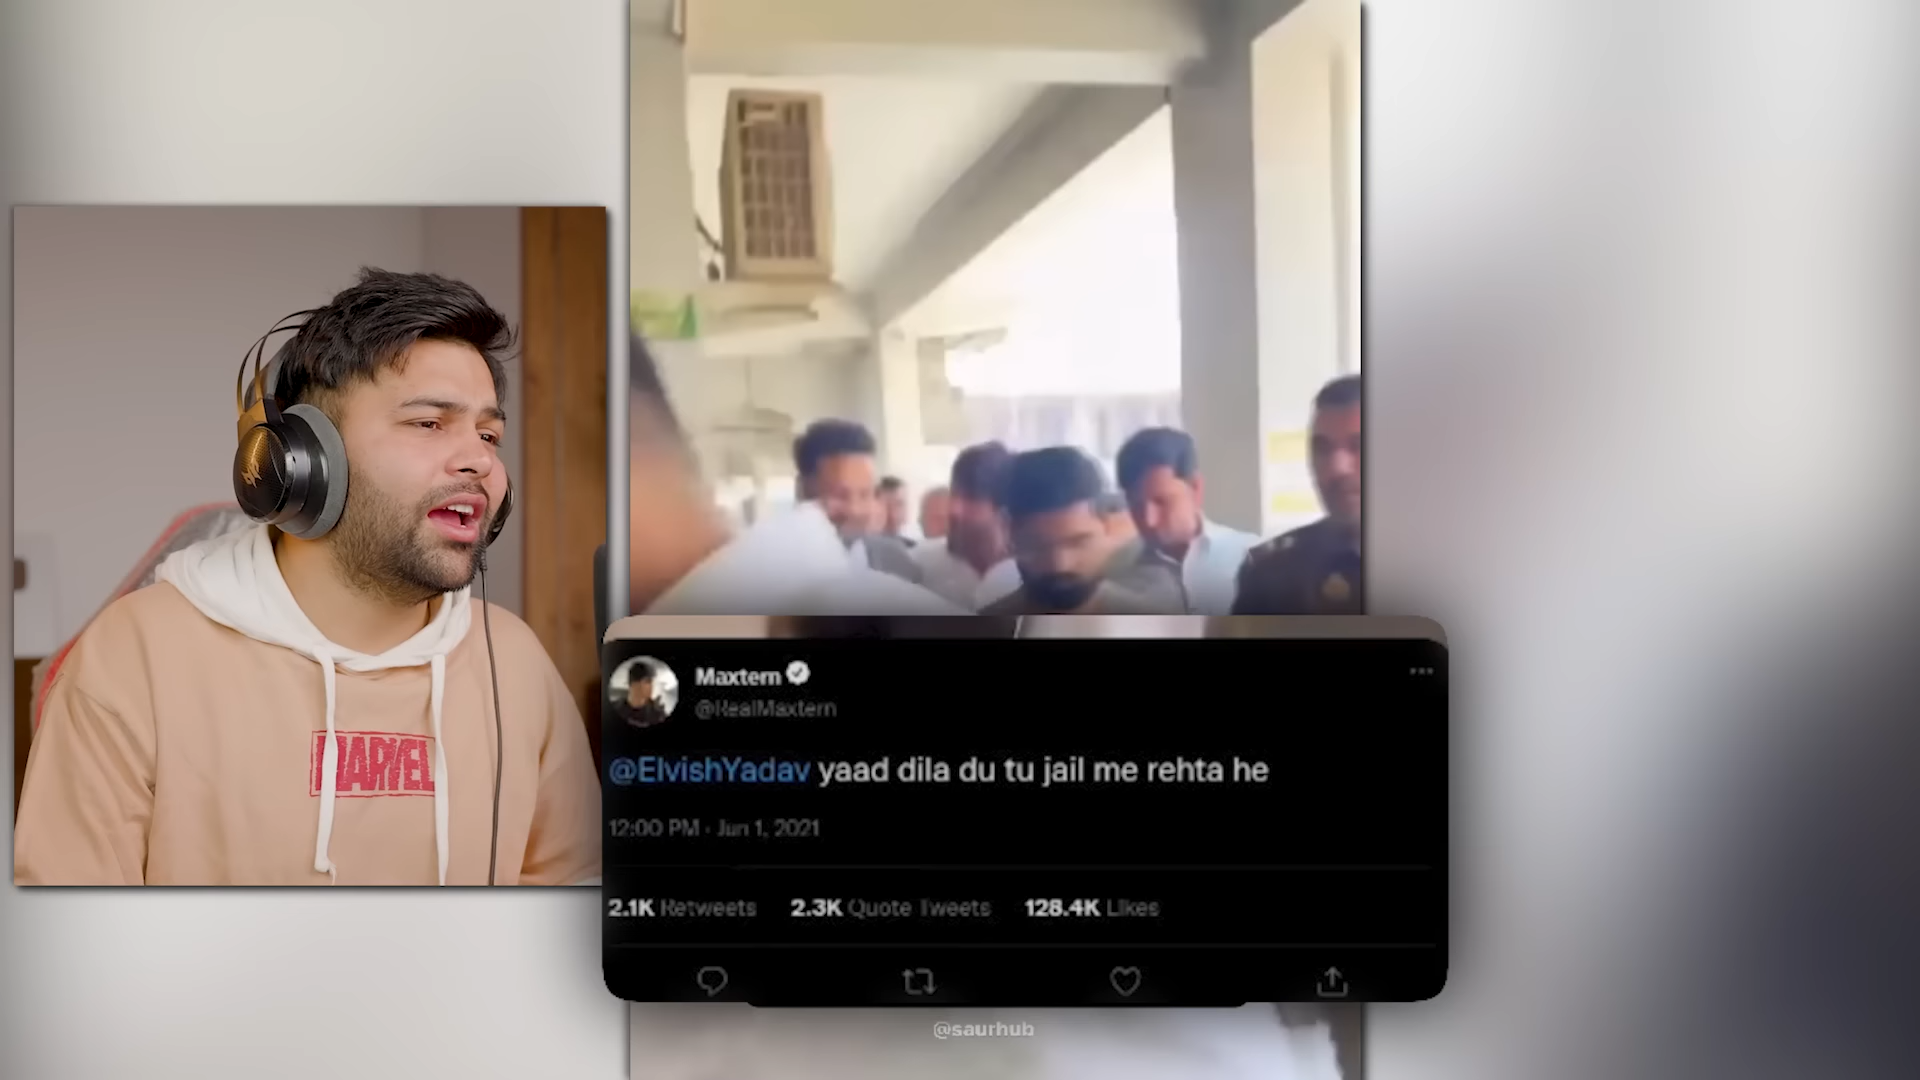 MARVEL
Maxtern
@RealMaxtern
@ElvishYadav yaad dila du tu jail me rehta he
12:00 PM · Jun 1, 2021
2.1K Retweets 2.3K Quote Tweets 128.4K Likes
@saurhub